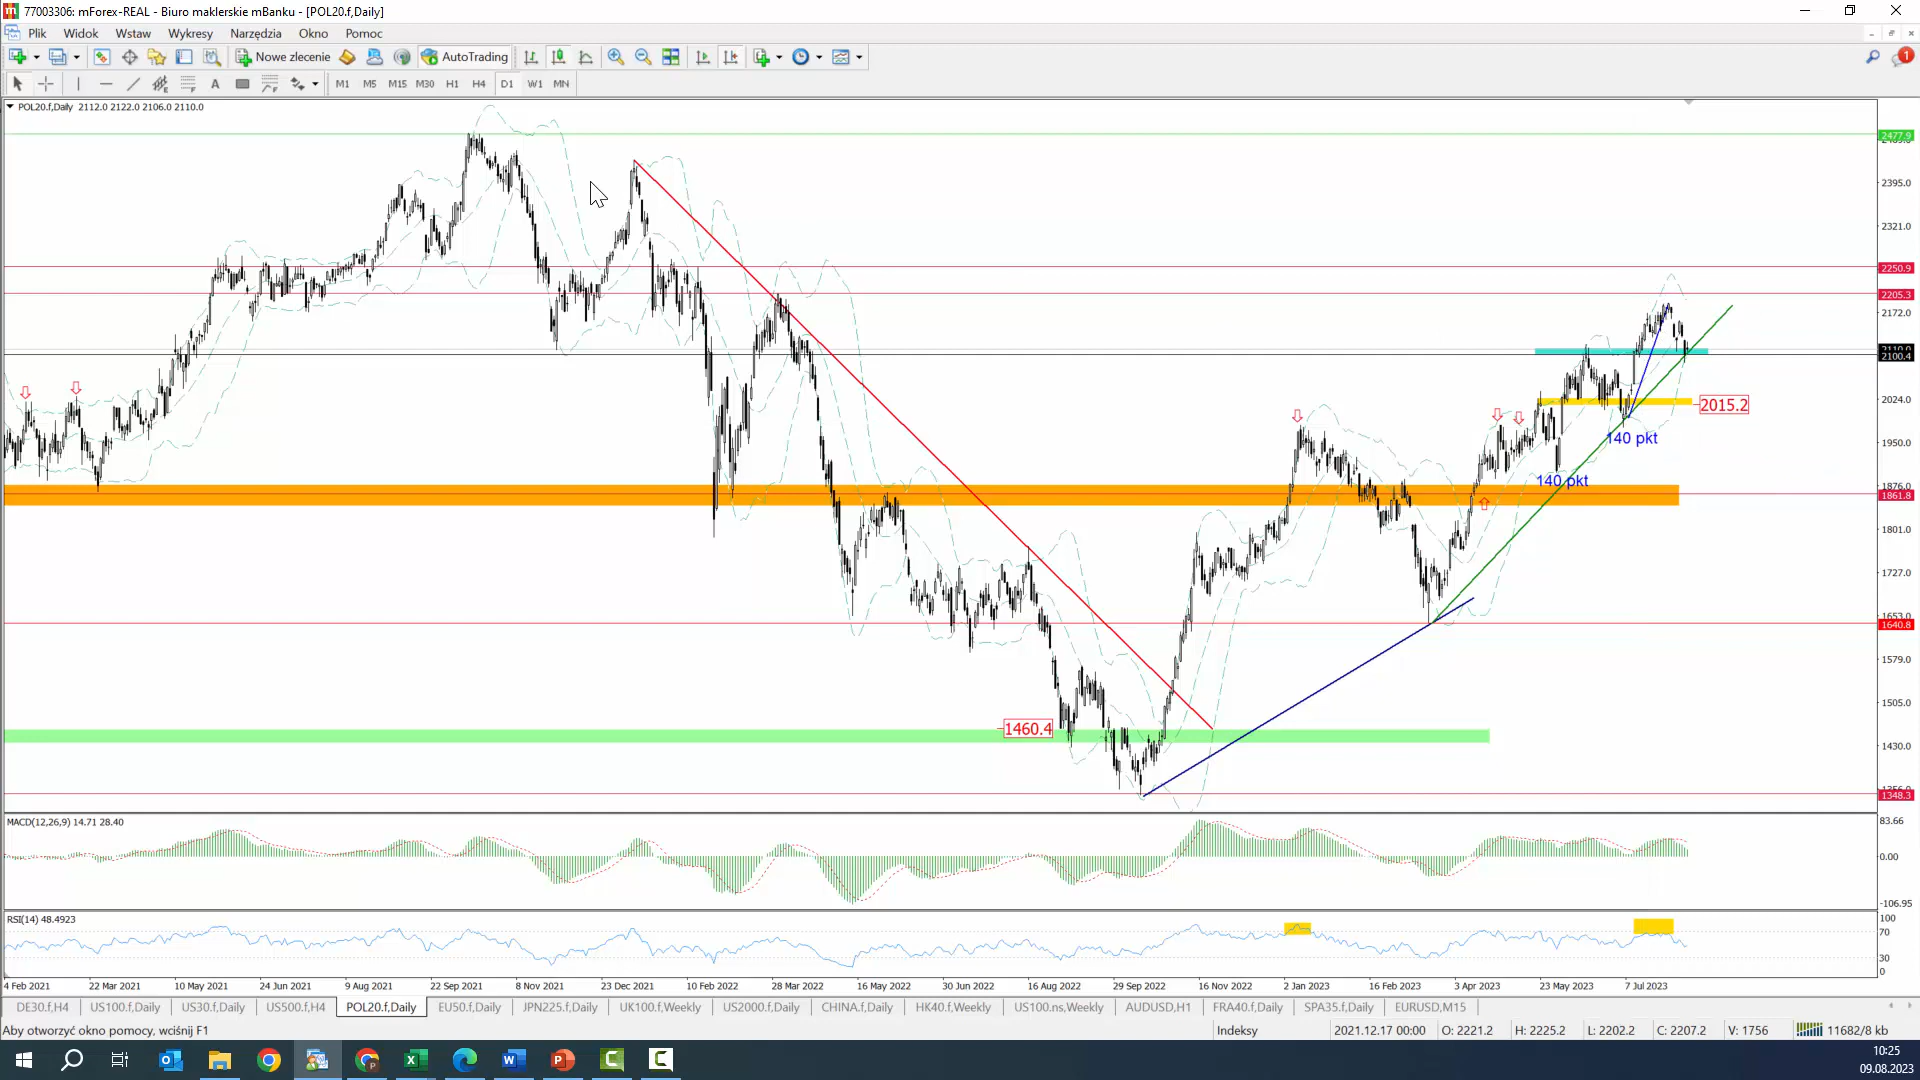 77003306: mForex-REAL - Biuro maklerskie mBanku - [POL20.f,Daily]
Plik Widok Wstaw Wykresy Narzędzia Okno Pomoc
Nowe zlecenie AutoTrading 1
A M1 M5 M15 M30 H1 H4 D1 W1 MN
POL20.f,Daily 2112.0 2122.0 2106.0 2110.0
2477.9
2395.0
2321.0
2250.9
2205.3
2172.0
2100.4
2024.0
2015.2
1950.0
140 pkt
140 pkt
1876.0
1861.8
1801.0
1727.0
1653.0
1640.8
1579.0
1505.0
1460.4
1430.0
1348.3
MACD(12,26,9) 14.71 28.40
83.66
0.00
-106.95
RSI(14) 48.4923
100
70
30
0
4 Feb 2021 22 Mar 2021 10 May 2021 24 Jun 2021 9 Aug 2021 22 Sep 2021 8 Nov 2021 23 Dec 2021 10 Feb 2022 28 Mar 2022 16 May 2022 30 Jun 2022 16 Aug 2022 29 Sep 2022 16 Nov 2022 2 Jan 2023 16 Feb 2023 3 Apr 2023 23 May 2023 7 Jul 2023
DE30.f,H4 US100.f,Daily US30.f,Daily US500.f,H4 POL20.f,Daily EU50.f,Daily JPN225.f,Daily UK100.f,Weekly US2000.f,Daily CHINA.f,Daily HK40.f,Weekly US100.ns,Weekly AUDUSD,H1 FRA40.f,Daily SPA35.f,Daily EURUSD,M15
Aby otworzyć okno pomocy, wciśnij F1 Indeksy 2021.12.17 00:00 O: 2221.2 H: 2225.2 L: 2202.2 C: 2207.2 V: 1756 11682/8 kb
10:25
09.08.2023